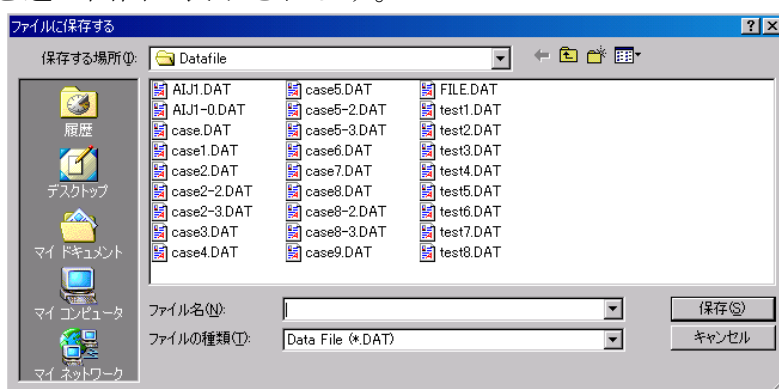 ファイルに保存する
保存する場所(I):
Datafile
履歴
デスクトップ
マイ ドキュメント
マイ コンピュータ
マイ ネットワーク
AIJ1.DAT
AIJ1-0.DAT
case.DAT
case1.DAT
case2.DAT
case2-2.DAT
case2-3.DAT
case3.DAT
case4.DAT
case5.DAT
case5-2.DAT
case5-3.DAT
case6.DAT
case7.DAT
case8.DAT
case8-2.DAT
case8-3.DAT
case9.DAT
FILE.DAT
test1.DAT
test2.DAT
test3.DAT
test4.DAT
test5.DAT
test6.DAT
test7.DAT
test8.DAT
ファイル名(N):
保存(S)
ファイルの種類(T):
Data File (*.DAT)
キャンセル